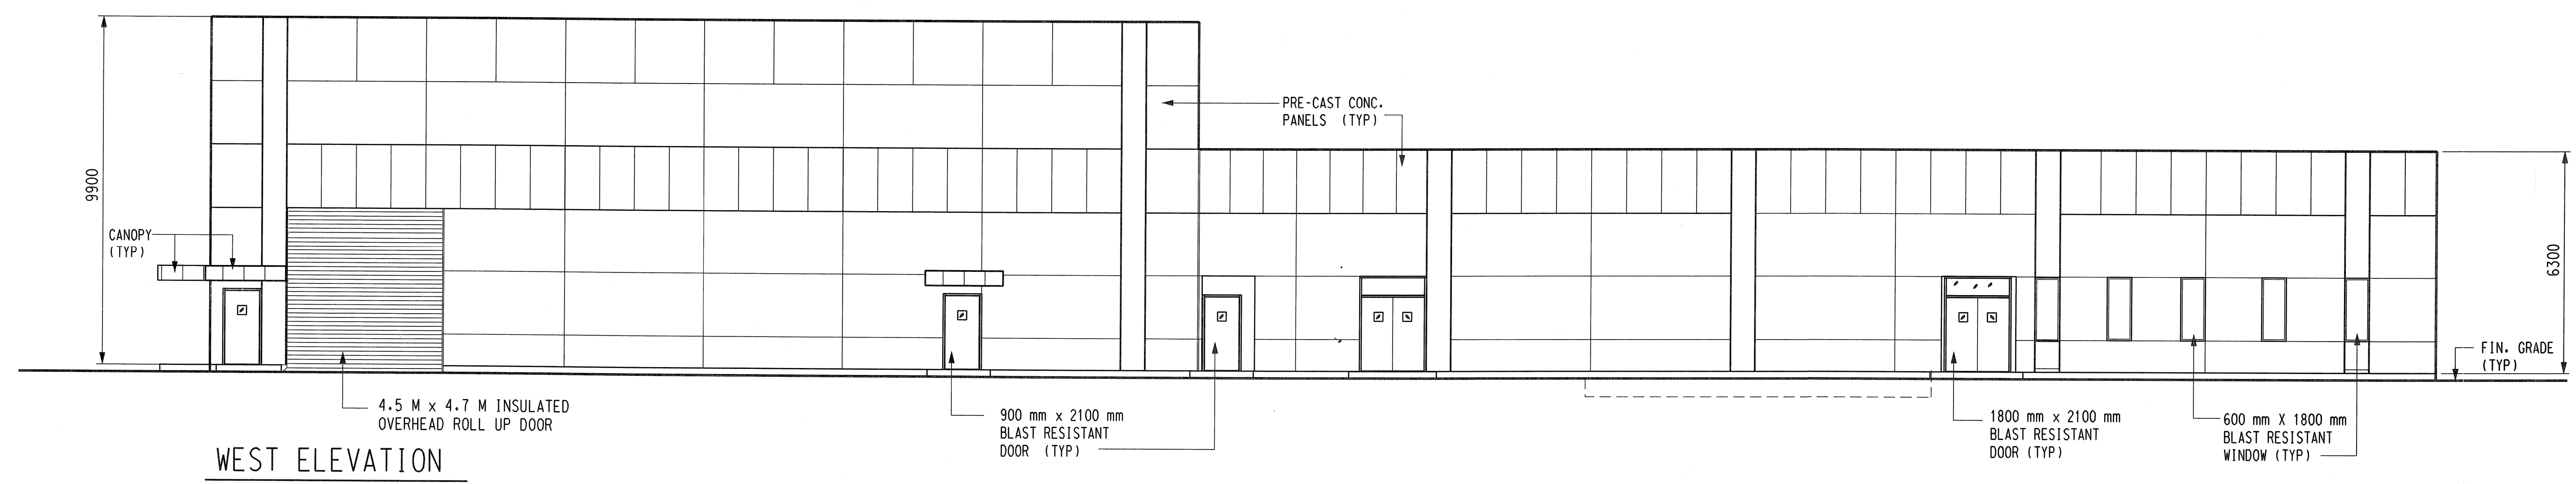 PRE-CAST CONC.
PANELS (TYP)
9900
CANOPY
(TYP)
6300
FIN. GRADE
(TYP)
4.5 M x 4.7 M INSULATED
OVERHEAD ROLL UP DOOR
900 mm x 2100 mm
BLAST RESISTANT
DOOR (TYP)
1800 mm x 2100 mm
BLAST RESISTANT
DOOR (TYP)
600 mm X 1800 mm
BLAST RESISTANT
WINDOW (TYP)
WEST ELEVATION